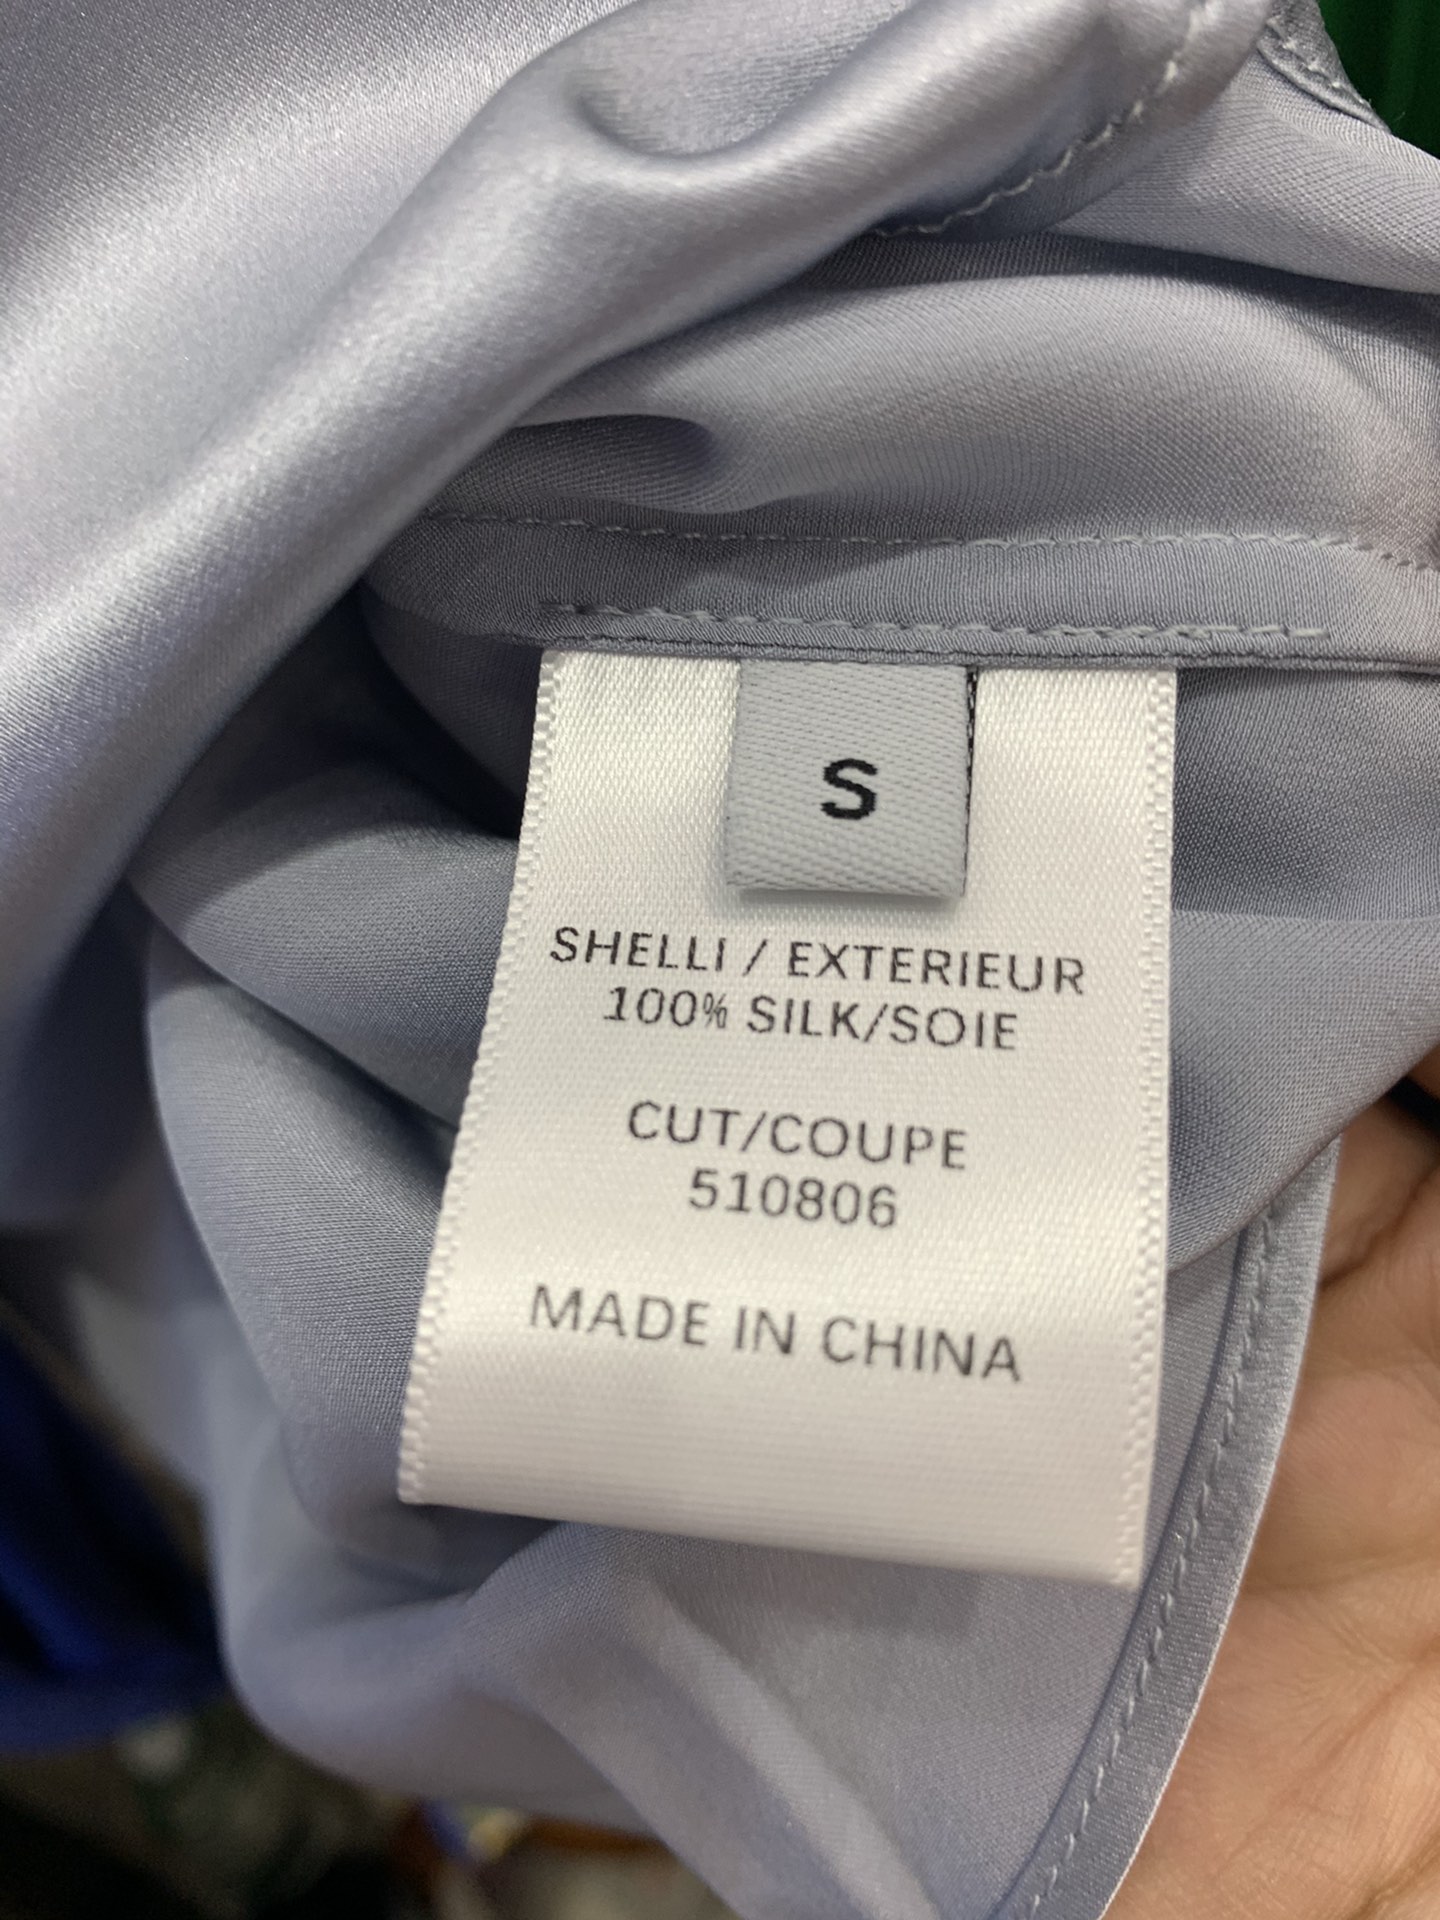 S
SHELLI / EXTERIEUR
100% SILK/SOIE
CUT/COUPE
510806
MADE IN CHINA